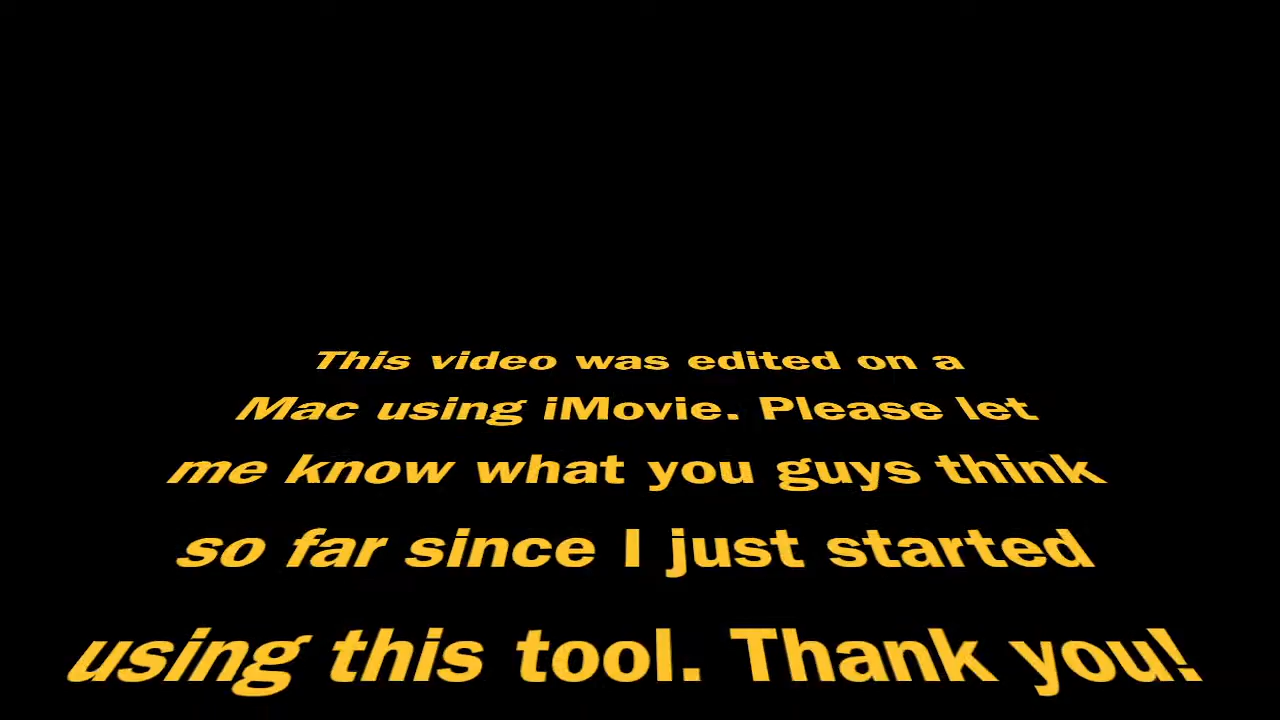 This video was edited on a
Mac using iMovie. Please let
me know what you guys think
so far since I just started
using this tool. Thank you!